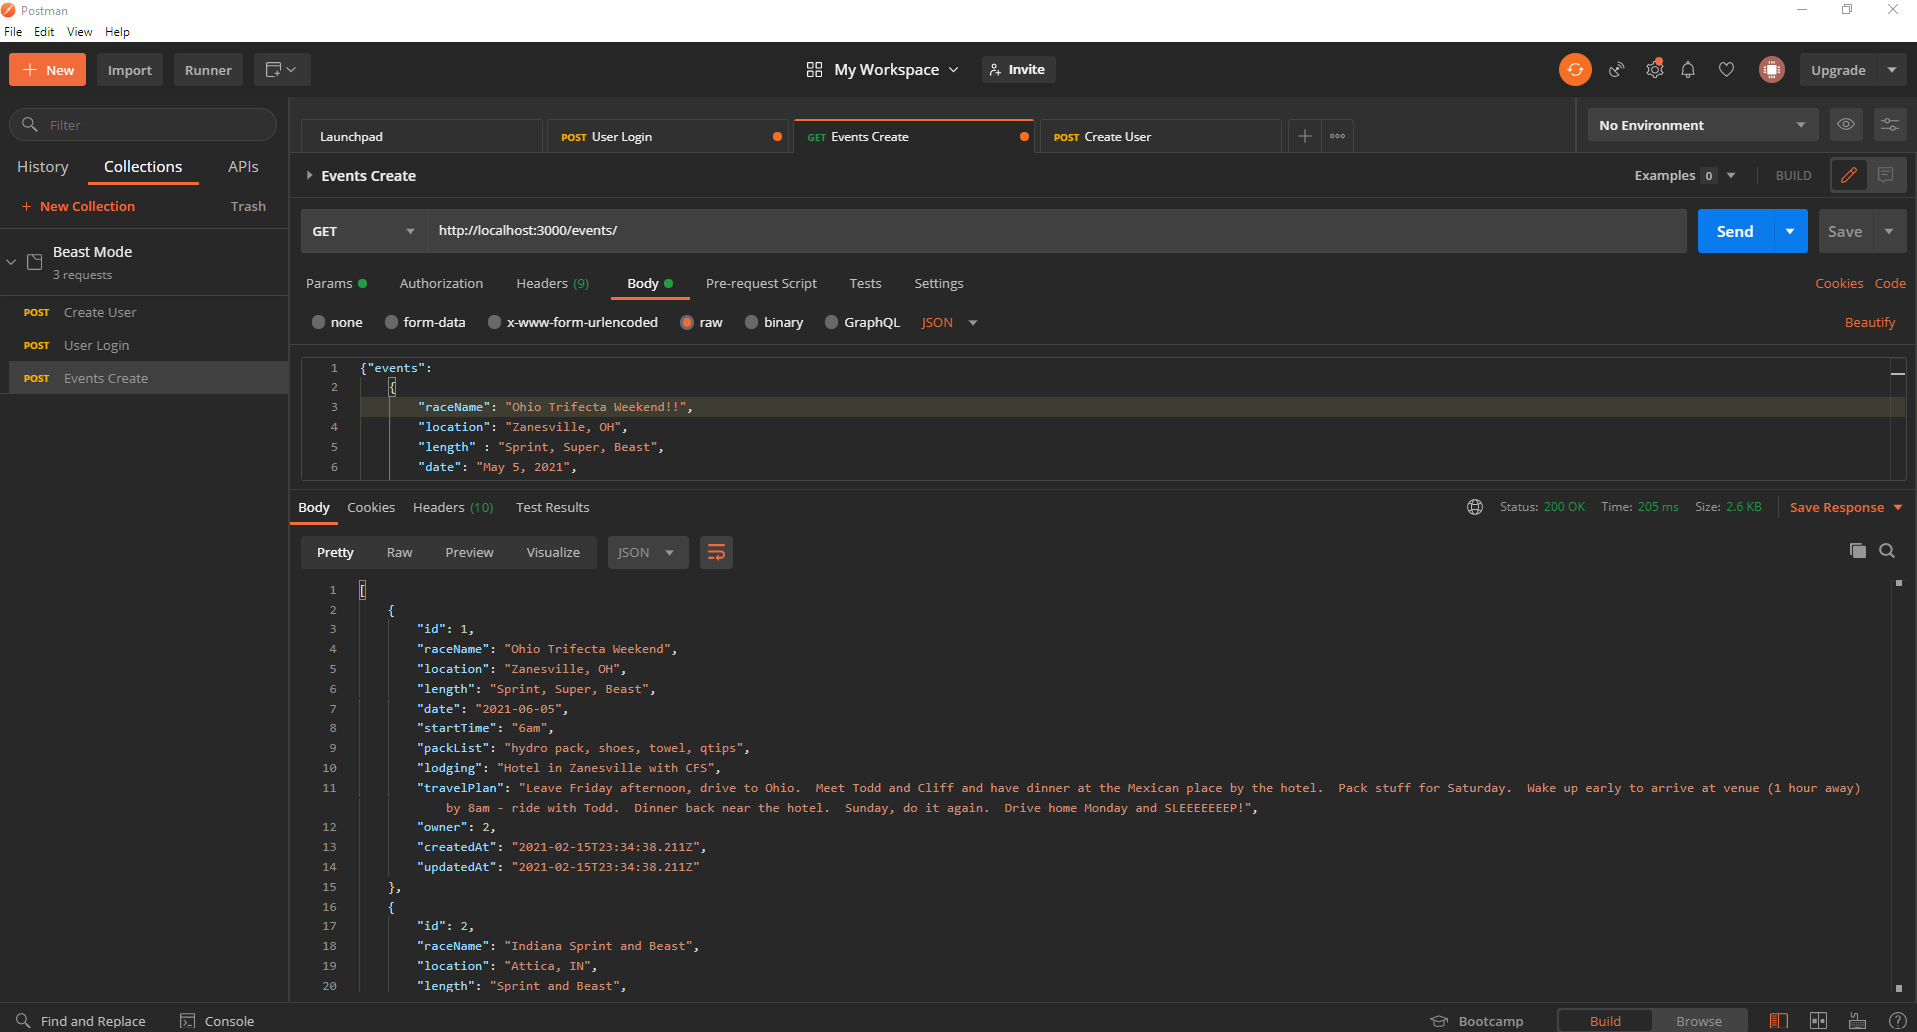 Postman
File Edit View Help
New Import Runner My Workspace Invite Upgrade
Filter
Launchpad POST User Login GET Events Create POST Create User No Environment
History Collections APIs
Events Create Examples 0 BUILD
+ New Collection Trash
GET http://localhost:3000/events/ Send Save
Beast Mode
3 requests
Params Authorization Headers (9) Body Pre-request Script Tests Settings Cookies Code
POST Create User
none form-data x-www-form-urlencoded raw binary GraphQL JSON Beautify
POST User Login
POST Events Create
1 {"events":
2 {
3 "raceName": "Ohio Trifecta Weekend!!",
4 "location": "Zanesville, OH",
5 "length" : "Sprint, Super, Beast",
6 "date": "May 5, 2021",
Body Cookies Headers (10) Test Results Status: 200 OK Time: 205 ms Size: 2.6 KB Save Response
Pretty Raw Preview Visualize JSON
1 [
2 {
3 "id": 1,
4 "raceName": "Ohio Trifecta Weekend",
5 "location": "Zanesville, OH",
6 "length": "Sprint, Super, Beast",
7 "date": "2021-06-05",
8 "startTime": "6am",
9 "packList": "hydro pack, shoes, towel, qtips",
10 "lodging": "Hotel in Zanesville with CFS",
11 "travelPlan": "Leave Friday afternoon, drive to Ohio.  Meet Todd and Cliff and have dinner at the Mexican place by the hotel.  Pack stuff for Saturday.  Wake up early to arrive at venue (1 hour away)
by 8am - ride with Todd.  Dinner back near the hotel.  Sunday, do it again.  Drive home Monday and SLEEEEEEEP!",
12 "owner": 2,
13 "createdAt": "2021-02-15T23:34:38.211Z",
14 "updatedAt": "2021-02-15T23:34:38.211Z"
15 },
16 {
17 "id": 2,
18 "raceName": "Indiana Sprint and Beast",
19 "location": "Attica, IN",
20 "length": "Sprint and Beast",
Find and Replace Console Bootcamp Build Browse